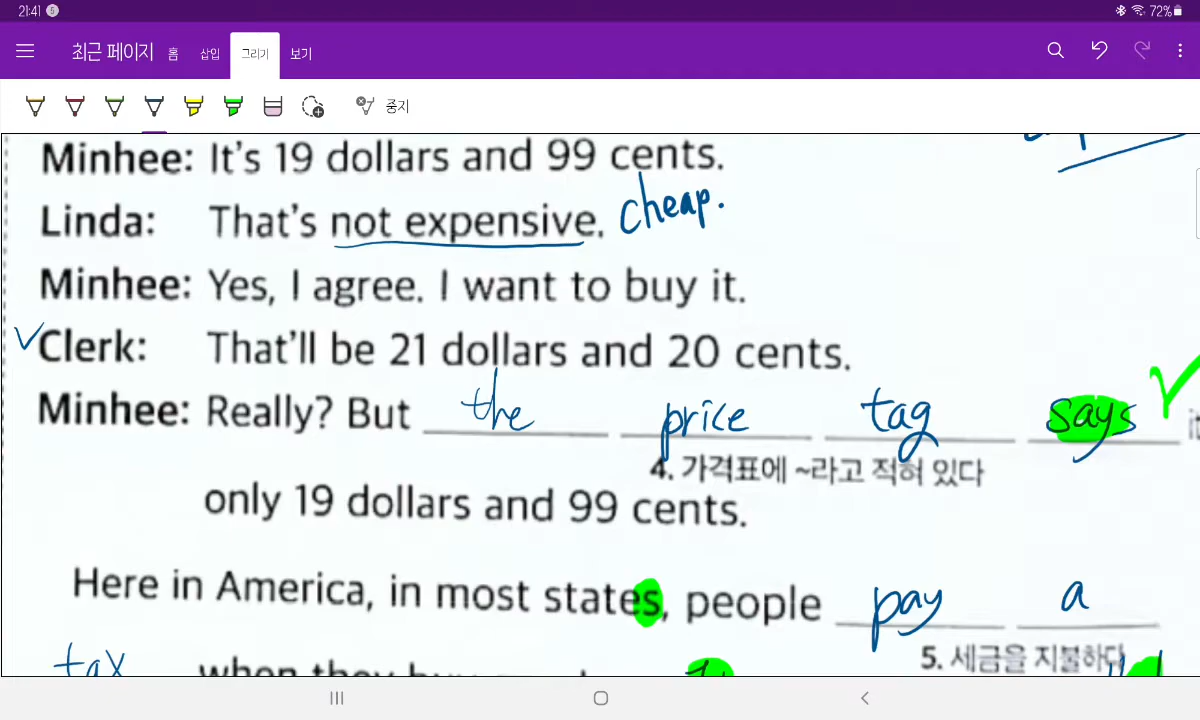 21:41 5 72%
최근 페이지 홈 삽입 그리기 보기
중지
Minhee: It's 19 dollars and 99 cents.
Linda: That's not expensive. cheap.
Minhee: Yes, I agree. I want to buy it.
Clerk: That'll be 21 dollars and 20 cents.
Minhee: Really? But the price tag says
4. 가격표에 ~라고 적혀 있다
only 19 dollars and 99 cents.
Here in America, in most states, people pay a
5. 세금을 지불하다
tax when they buy